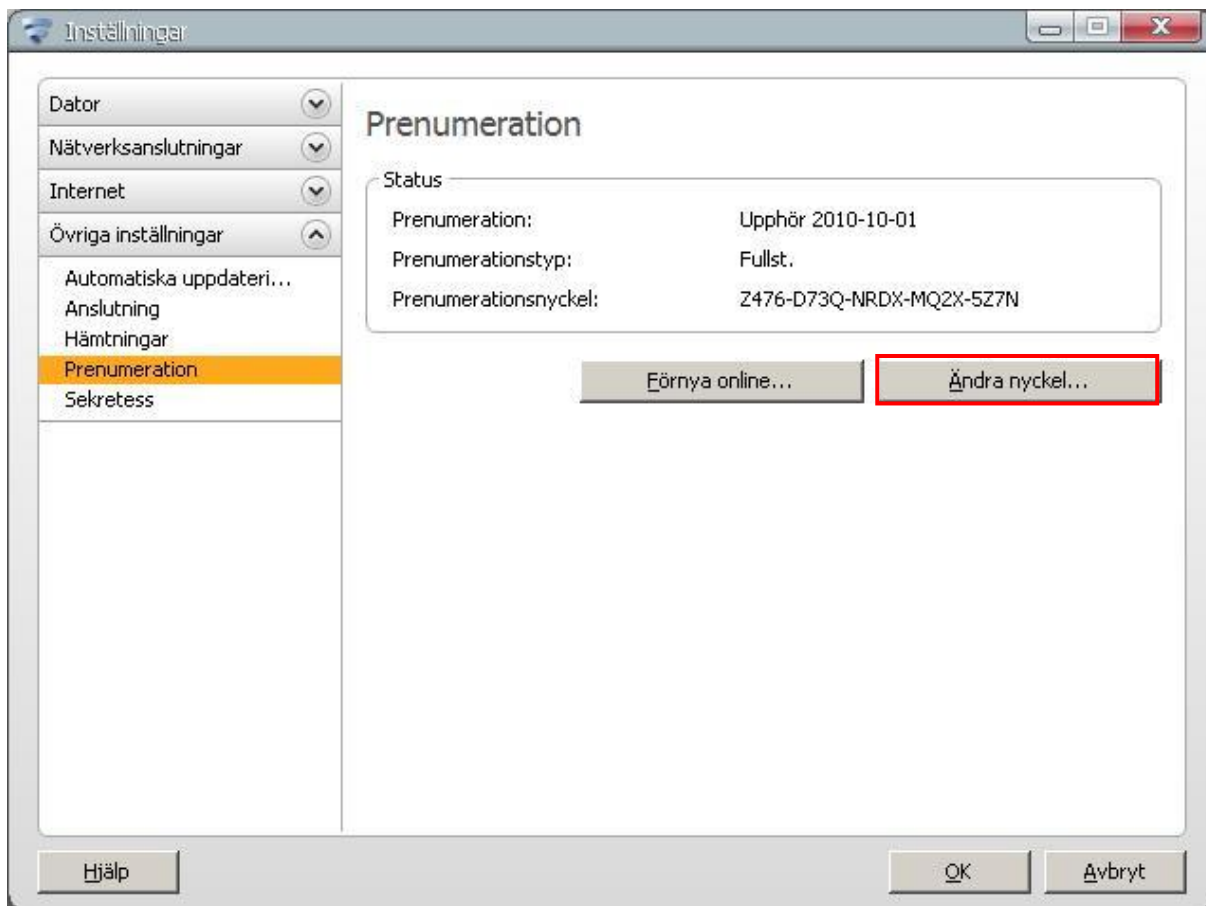 Inställningar
Dator
Nätverksanslutningar
Internet
Övriga inställningar
Automatiska uppdateri...
Anslutning
Hämtningar
Prenumeration
Sekretess
Prenumeration
Status
Prenumeration: Upphör 2010-10-01
Prenumerationstyp: Fullst.
Prenumerationsnyckel: Z476-D73Q-NRDX-MQ2X-5Z7N
Förnya online... Ändra nyckel...
Hjälp OK Avbryt